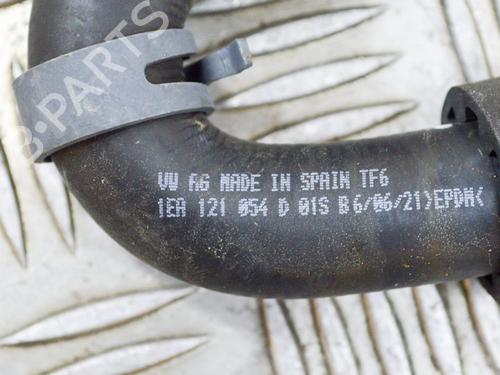 B-PARTS
VW AG MADE IN SPAIN TF6
1EA 121 054 D 01S B 6/06/21>EPDM<